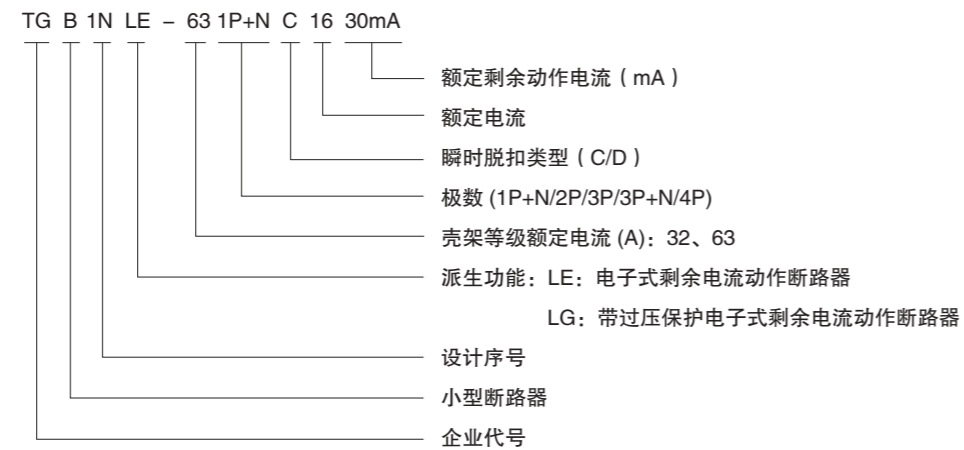 TG B 1N LE - 63 1P+N C 16 30mA
额定剩余动作电流（mA）
额定电流
瞬时脱扣类型（C/D）
极数 (1P+N/2P/3P/3P+N/4P)
壳架等级额定电流 (A)：32、63
派生功能：LE：电子式剩余电流动作断路器
LG：带过压保护电子式剩余电流动作断路器
设计序号
小型断路器
企业代号